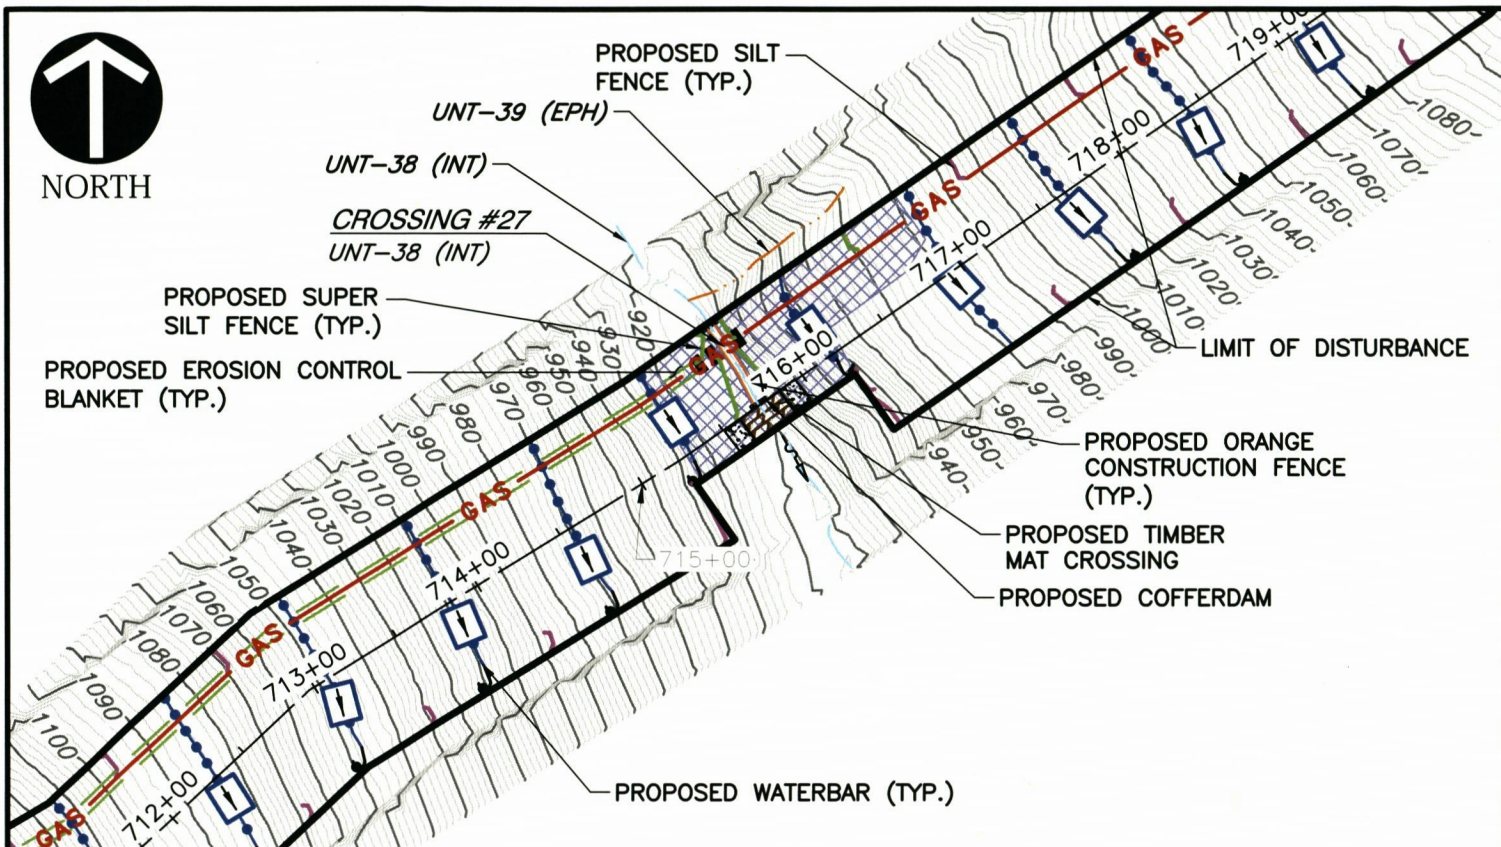 NORTH
PROPOSED SILT
FENCE (TYP.)
UNT-39 (EPH)
UNT-38 (INT)
CROSSING #27
UNT-38 (INT)
PROPOSED SUPER
SILT FENCE (TYP.)
PROPOSED EROSION CONTROL
BLANKET (TYP.)
LIMIT OF DISTURBANCE
PROPOSED ORANGE
CONSTRUCTION FENCE
(TYP.)
PROPOSED TIMBER
MAT CROSSING
PROPOSED COFFERDAM
PROPOSED WATERBAR (TYP.)
712+00
713+00
714+00
715+00
716+00
717+00
718+00
719+00
GAS
GAS
GAS
GAS
GAS
GAS
1100
1090
1080
1070
1060
1050
1040
1030
1020
1010
1000
990
980
970
960
950
940
930
920
1080'
1070'
1060'
1050'
1040'
1030'
1020'
1010'
1000'
990'
980'
970'
960'
950'
940'